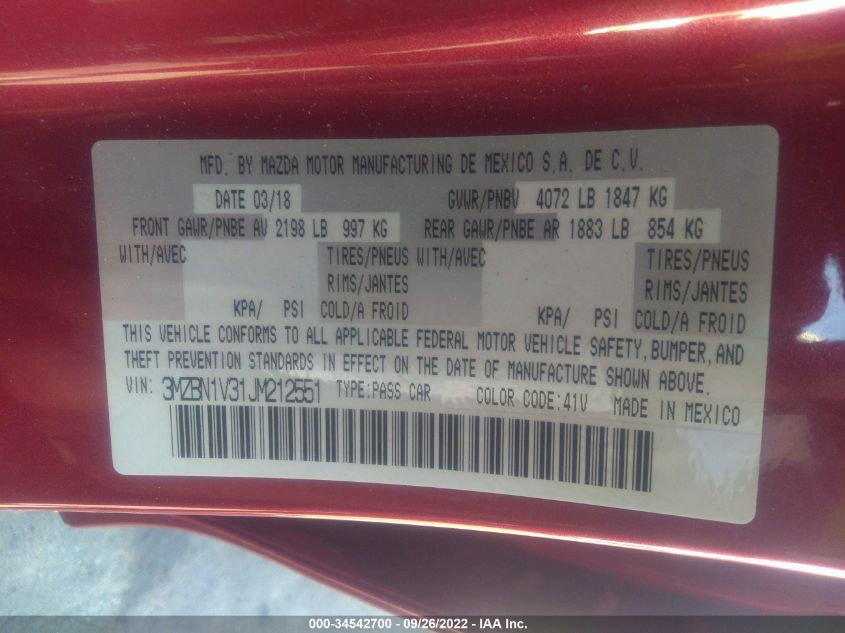 MFD. BY MAZDA MOTOR MANUFACTURING DE MEXICO S.A. DE C.V.
DATE 03/18 GVWR/PNBV 4072 LB 1847 KG
FRONT GAWR/PNBE AV 2198 LB 997 KG REAR GAWR/PNBE AR 1883 LB 854 KG
WITH/AVEC TIRES/PNEUS WITH/AVEC TIRES/PNEUS
RIMS/JANTES RIMS/JANTES
KPA/ PSI COLD/A FROID KPA/ PSI COLD/A FROID
THIS VEHICLE CONFORMS TO ALL APPLICABLE FEDERAL MOTOR VEHICLE SAFETY, BUMPER, AND
THEFT PREVENTION STANDARDS IN EFFECT ON THE DATE OF MANUFACTURE SHOWN ABOVE.
VIN: 3MZBN1V31JM212551 TYPE:PASS CAR COLOR CODE:41V MADE IN MEXICO
000-34542700 - 09/26/2022 - IAA Inc.